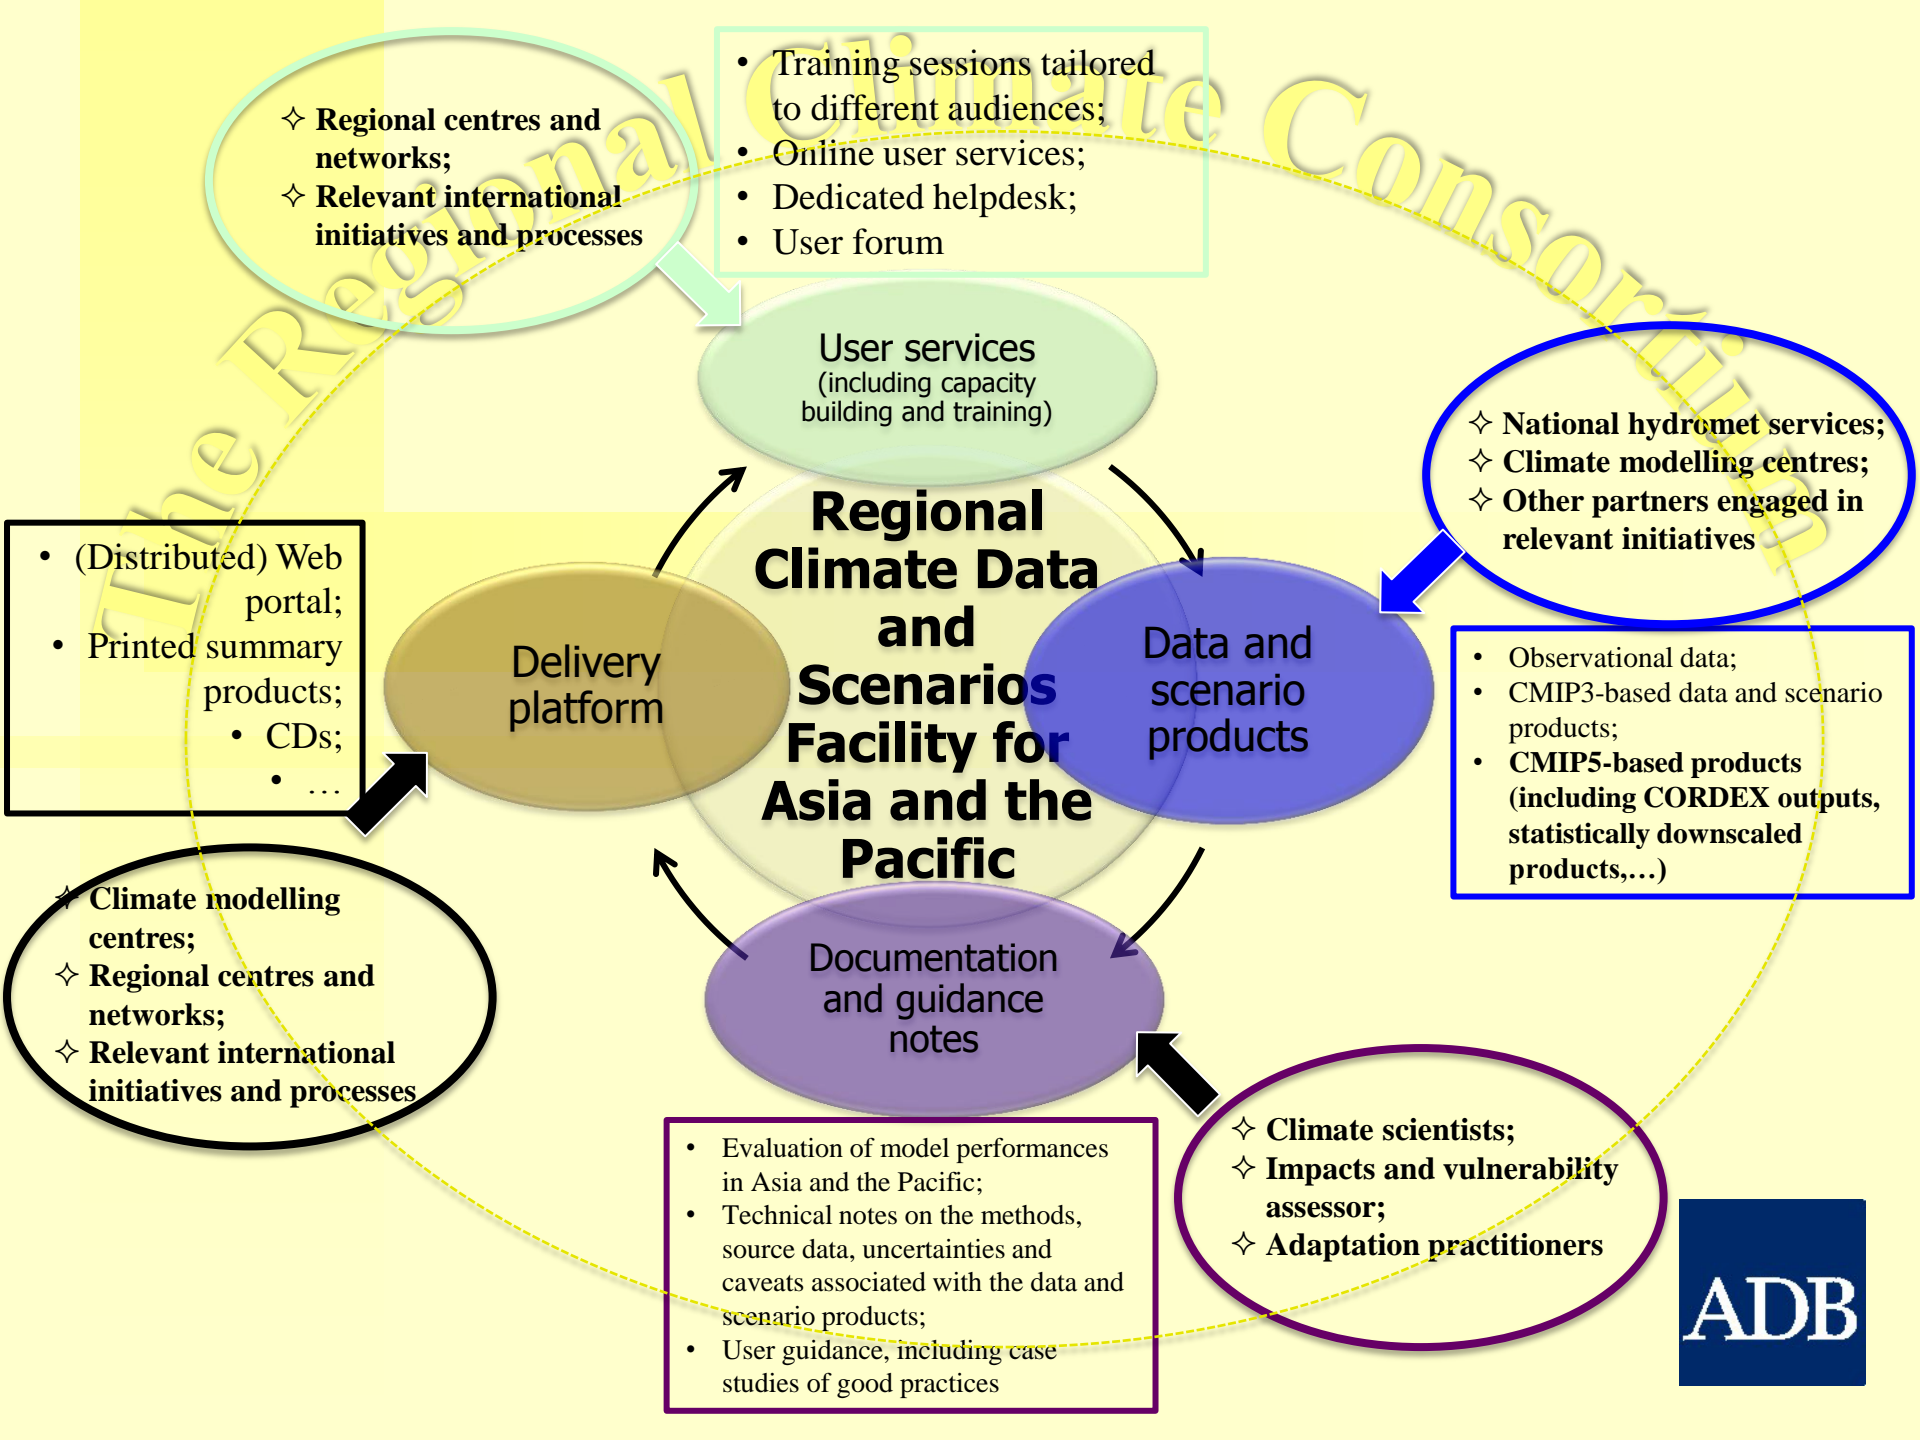 The Regional Climate Consortium
✧ Regional centres and
networks;
✧ Relevant international
initiatives and processes
• Training sessions tailored
to different audiences;
• Online user services;
• Dedicated helpdesk;
• User forum
User services
(including capacity
building and training)
✧ National hydromet services;
✧ Climate modelling centres;
✧ Other partners engaged in
relevant initiatives
• (Distributed) Web
portal;
• Printed summary
products;
• CDs;
• …
Delivery
platform
Regional
Climate Data
and
Scenarios
Facility for
Asia and the
Pacific
Data and
scenario
products
• Observational data;
• CMIP3-based data and scenario
products;
• CMIP5-based products
(including CORDEX outputs,
statistically downscaled
products,…)
✧ Climate modelling
centres;
✧ Regional centres and
networks;
✧ Relevant international
initiatives and processes
Documentation
and guidance
notes
• Evaluation of model performances
in Asia and the Pacific;
• Technical notes on the methods,
source data, uncertainties and
caveats associated with the data and
scenario products;
• User guidance, including case
studies of good practices
✧ Climate scientists;
✧ Impacts and vulnerability
assessor;
✧ Adaptation practitioners
ADB